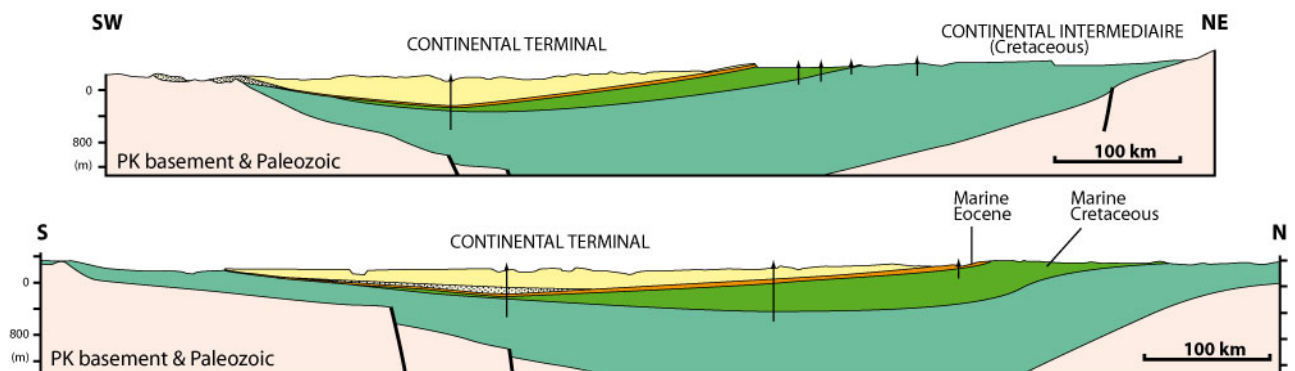 SW
NE
CONTINENTAL TERMINAL
CONTINENTAL INTERMEDIAIRE
(Cretaceous)
0
800
(m)
PK basement & Paleozoic
100 km
Marine
Eocene
Marine
Cretaceous
S
N
CONTINENTAL TERMINAL
0
800
(m)
PK basement & Paleozoic
100 km